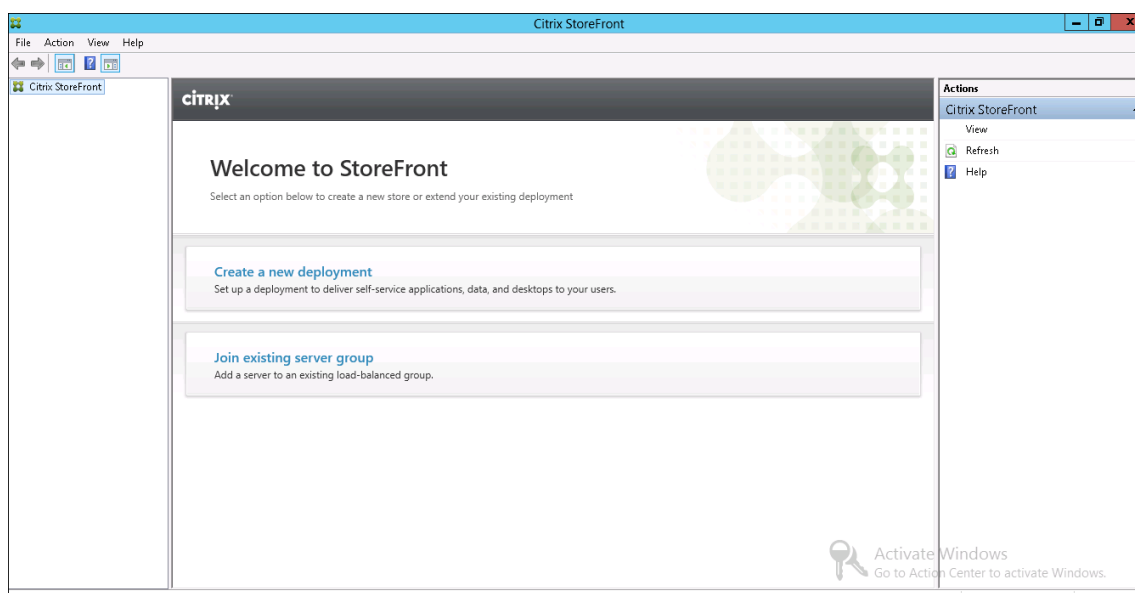 Citrix StoreFront
File Action View Help
Citrix StoreFront
CİTRIX
Welcome to StoreFront
Select an option below to create a new store or extend your existing deployment
Create a new deployment
Set up a deployment to deliver self-service applications, data, and desktops to your users.
Join existing server group
Add a server to an existing load-balanced group.
Actions
Citrix StoreFront
View
Refresh
Help
Activate Windows
Go to Action Center to activate Windows.